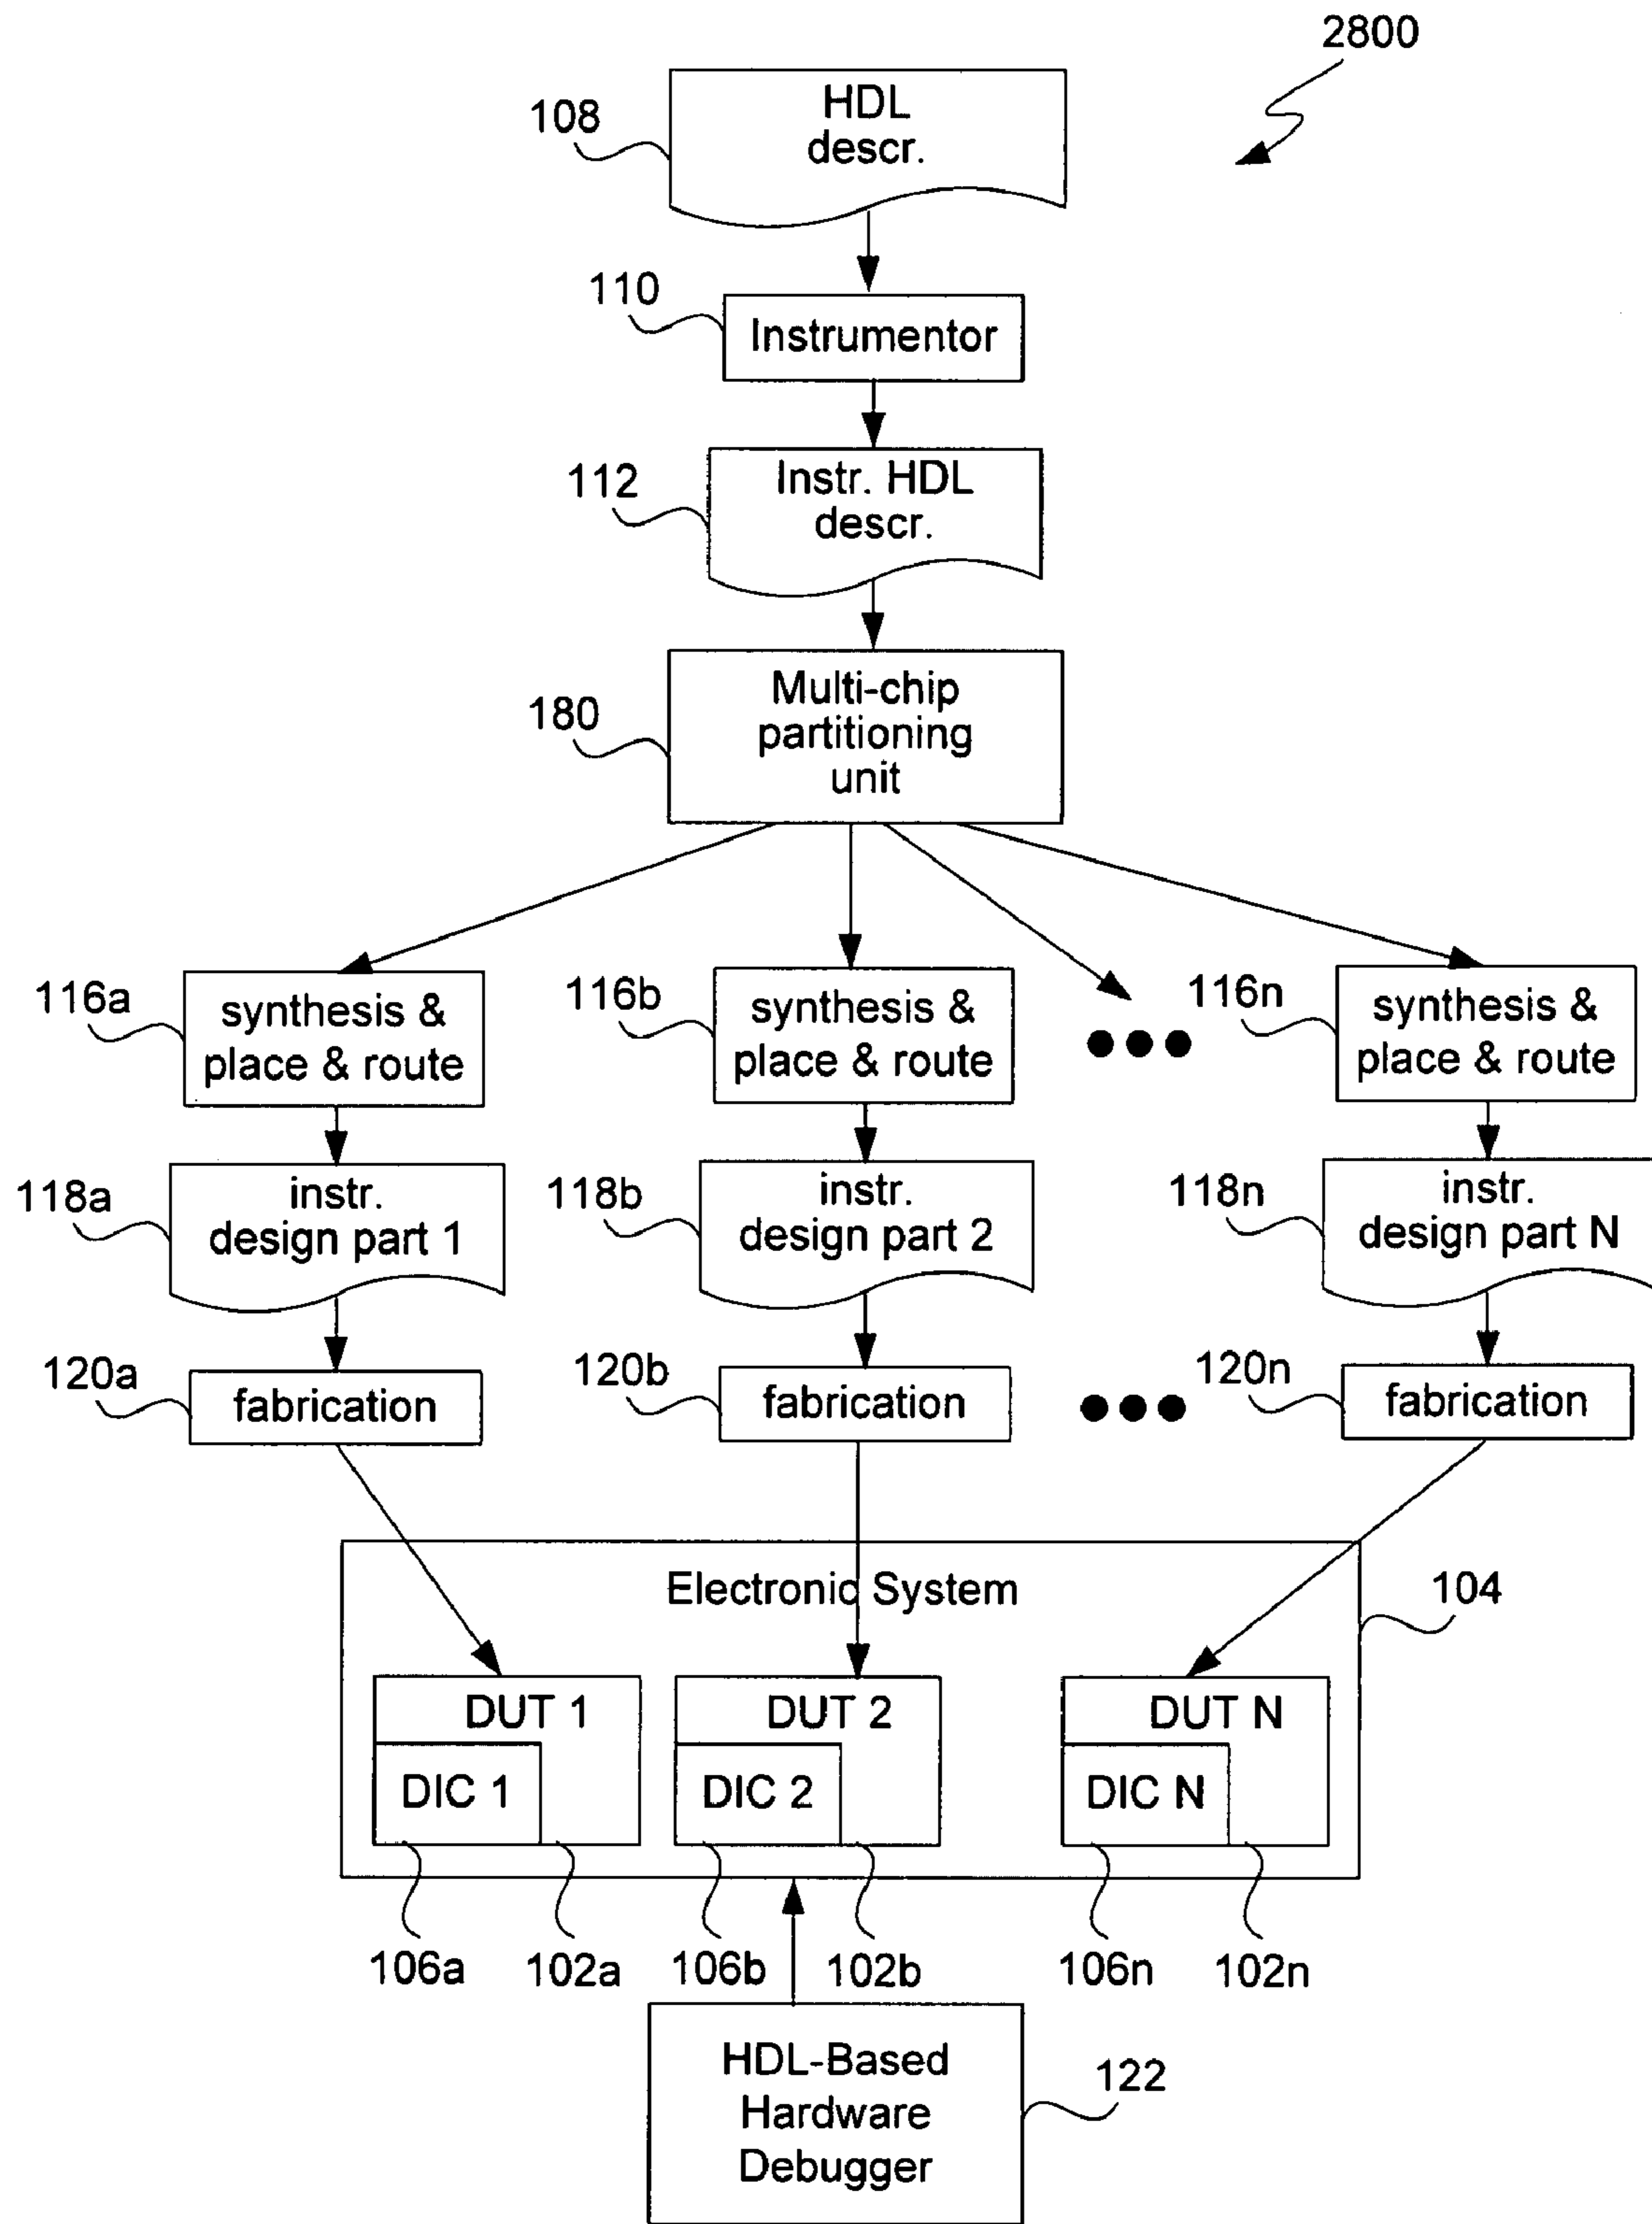 2800
HDL
descr.
108
110
Instrumentor
112
Instr. HDL
descr.
180
Multi-chip
partitioning
unit
116a
synthesis &
place & route
116b
synthesis &
place & route
116n
synthesis &
place & route
118a
instr.
design part 1
118b
instr.
design part 2
118n
instr.
design part N
120a
fabrication
120b
fabrication
120n
fabrication
Electronic System
104
DUT 1
DUT 2
DUT N
DIC 1
DIC 2
DIC N
106a
102a
106b
102b
106n
102n
HDL-Based
Hardware
Debugger
122